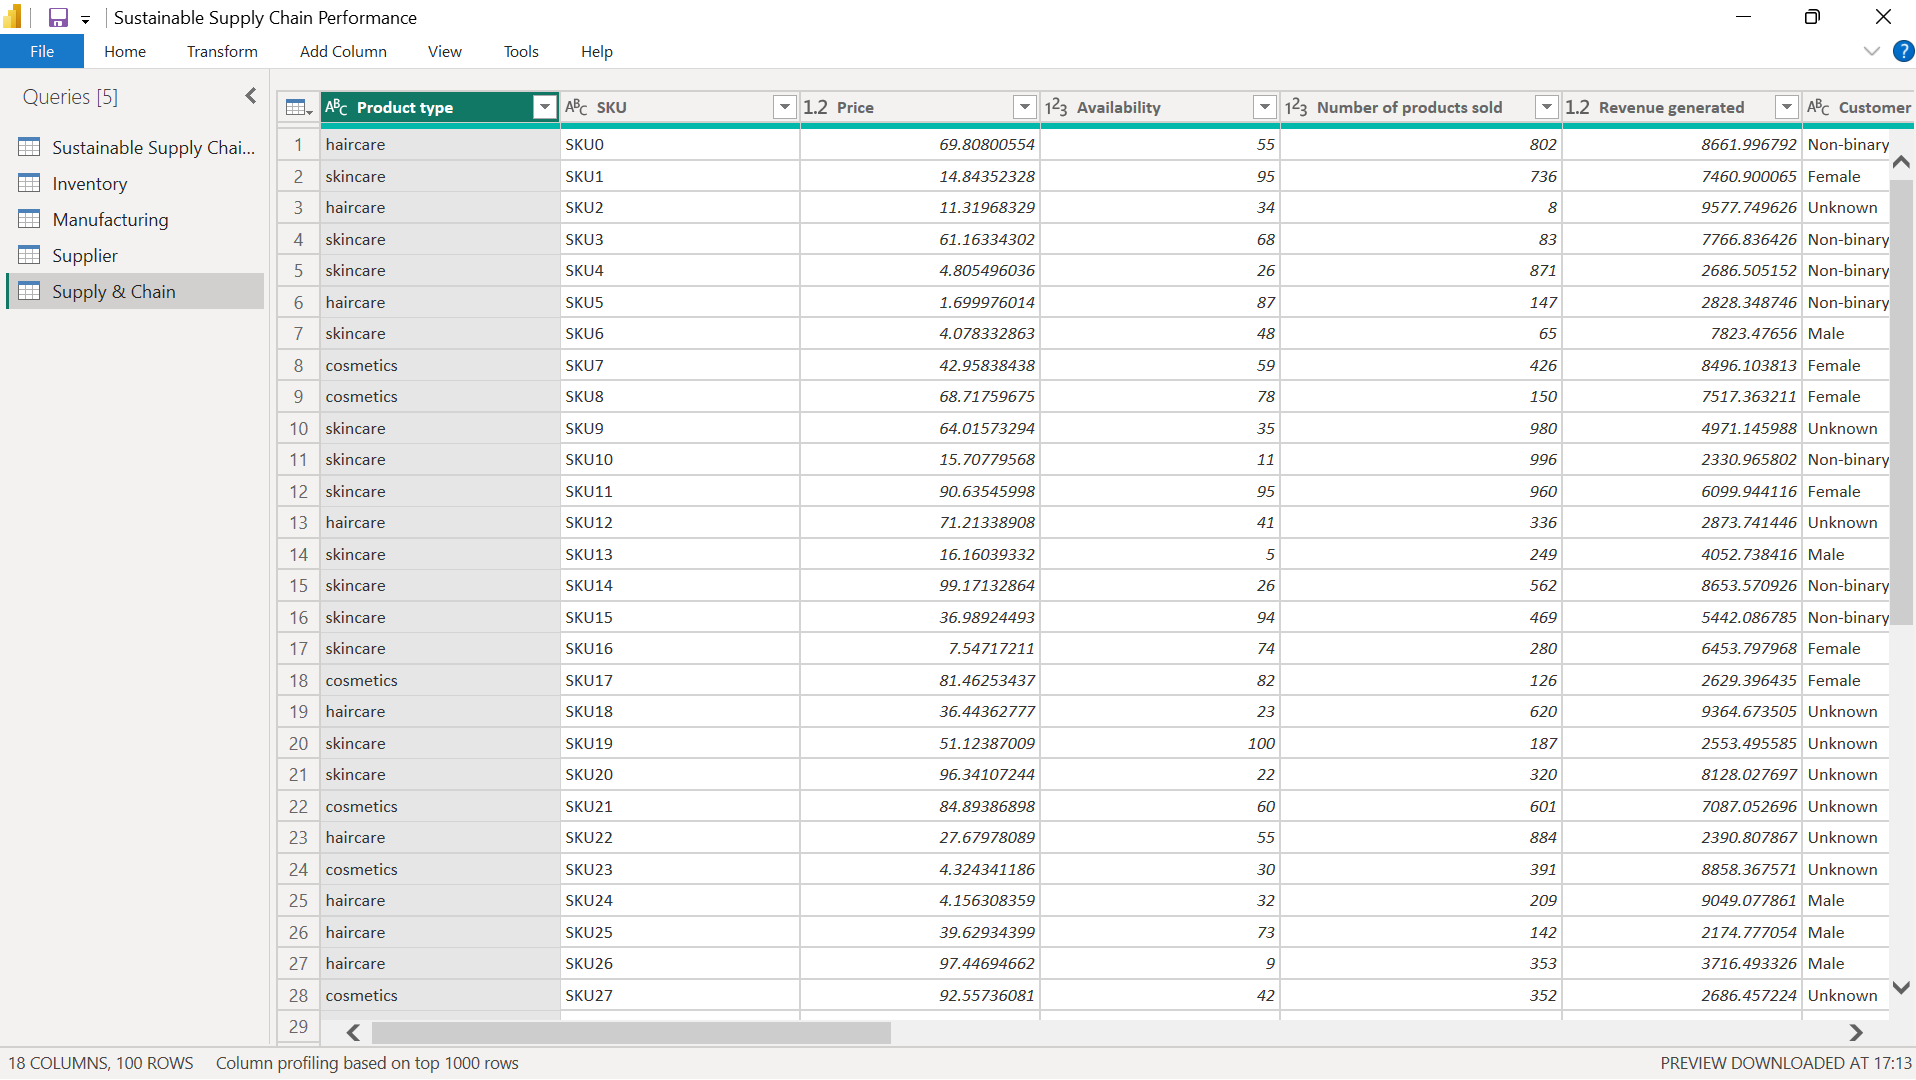 Sustainable Supply Chain Performance
File Home Transform Add Column View Tools Help
?
Queries [5]
Sustainable Supply Chai...
Inventory
Manufacturing
Supplier
Supply & Chain
ABC Product type ABC SKU 1.2 Price 123 Availability 123 Number of products sold 1.2 Revenue generated ABC Customer
1 haircare SKU0 69.80800554 55 802 8661.996792 Non-binary
2 skincare SKU1 14.84352328 95 736 7460.900065 Female
3 haircare SKU2 11.31968329 34 8 9577.749626 Unknown
4 skincare SKU3 61.16334302 68 83 7766.836426 Non-binary
5 skincare SKU4 4.805496036 26 871 2686.505152 Non-binary
6 haircare SKU5 1.699976014 87 147 2828.348746 Non-binary
7 skincare SKU6 4.078332863 48 65 7823.47656 Male
8 cosmetics SKU7 42.95838438 59 426 8496.103813 Female
9 cosmetics SKU8 68.71759675 78 150 7517.363211 Female
10 skincare SKU9 64.01573294 35 980 4971.145988 Unknown
11 skincare SKU10 15.70779568 11 996 2330.965802 Non-binary
12 skincare SKU11 90.63545998 95 960 6099.944116 Female
13 haircare SKU12 71.21338908 41 336 2873.741446 Unknown
14 skincare SKU13 16.16039332 5 249 4052.738416 Male
15 skincare SKU14 99.17132864 26 562 8653.570926 Non-binary
16 skincare SKU15 36.98924493 94 469 5442.086785 Non-binary
17 skincare SKU16 7.54717211 74 280 6453.797968 Female
18 cosmetics SKU17 81.46253437 82 126 2629.396435 Female
19 haircare SKU18 36.44362777 23 620 9364.673505 Unknown
20 skincare SKU19 51.12387009 100 187 2553.495585 Unknown
21 skincare SKU20 96.34107244 22 320 8128.027697 Unknown
22 cosmetics SKU21 84.89386898 60 601 7087.052696 Unknown
23 haircare SKU22 27.67978089 55 884 2390.807867 Unknown
24 cosmetics SKU23 4.324341186 30 391 8858.367571 Unknown
25 haircare SKU24 4.156308359 32 209 9049.077861 Male
26 haircare SKU25 39.62934399 73 142 2174.777054 Male
27 haircare SKU26 97.44694662 9 353 3716.493326 Male
28 cosmetics SKU27 92.55736081 42 352 2686.457224 Unknown
29
18 COLUMNS, 100 ROWS Column profiling based on top 1000 rows PREVIEW DOWNLOADED AT 17:13